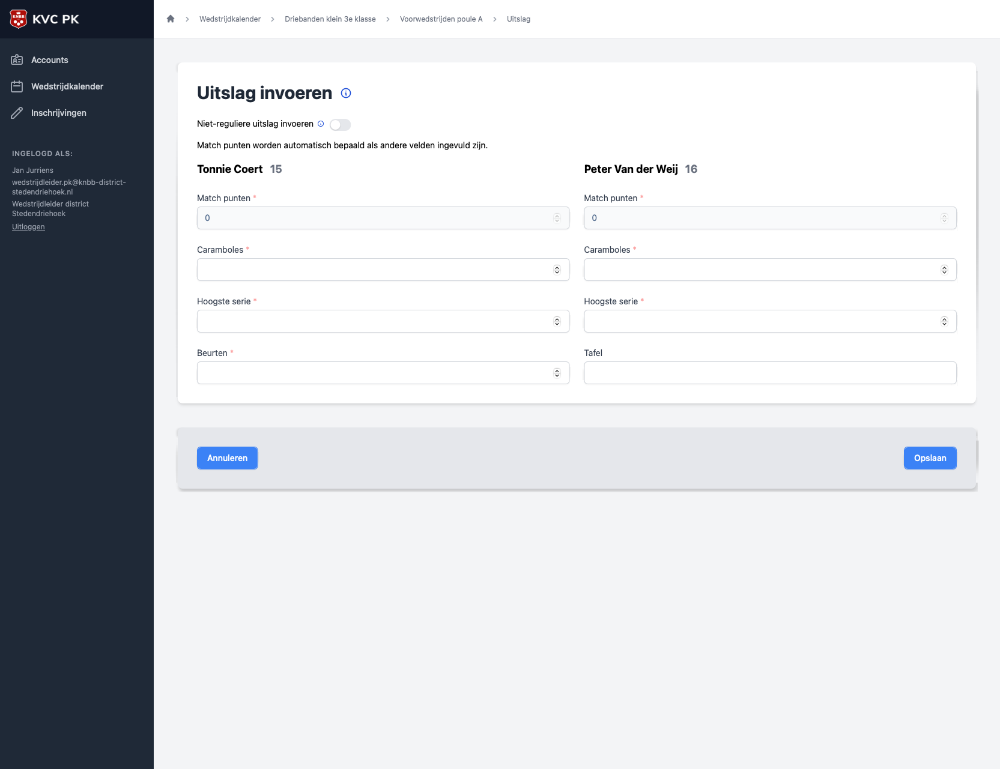 KNBB
KVC PK
Accounts
Wedstrijdkalender
Inschrijvingen
INGELOGD ALS:
Jan Jurriens
wedstrijdleider.pk@knbb-district-
stedendriehoek.nl
Wedstrijdleider district
Stedendriehoek
Uitloggen
Wedstrijdkalender
Driebanden klein 3e klasse
Voorwedstrijden poule A
Uitslag
Uitslag invoeren
Niet-reguliere uitslag invoeren
Match punten worden automatisch bepaald als andere velden ingevuld zijn.
Tonnie Coert 15
Peter Van der Weij 16
Match punten *
Match punten *
0
0
Caramboles *
Caramboles *
Hoogste serie *
Hoogste serie *
Beurten *
Tafel
Annuleren
Opslaan